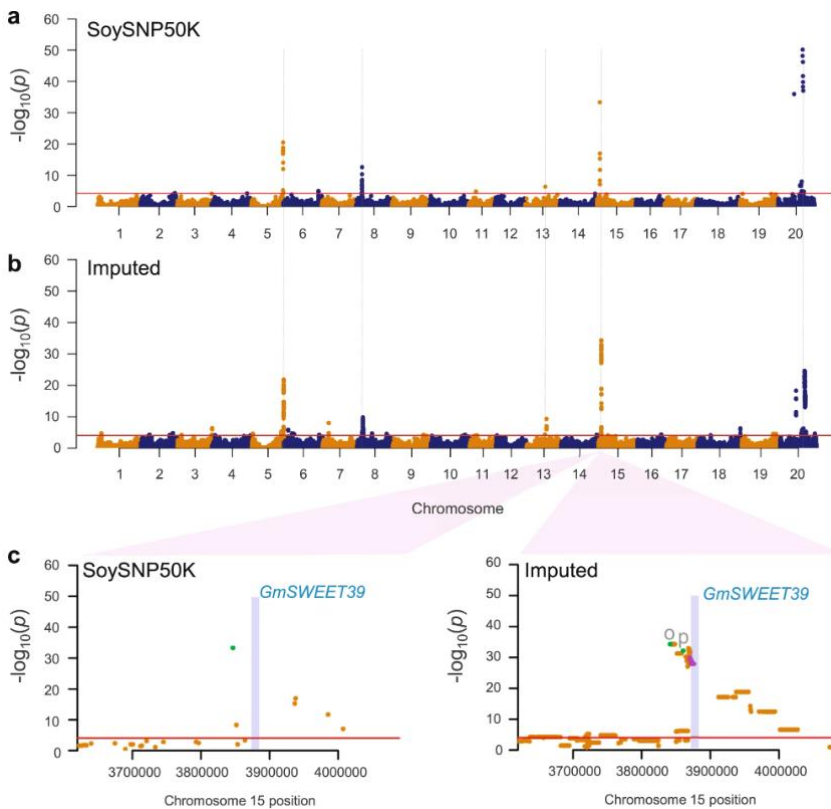 a
SoySNP50K
-log10(p)
60
50
40
30
20
10
0
1 2 3 4 5 6 7 8 9 10 11 12 13 14 15 16 17 18 19 20
b
Imputed
-log10(p)
60
50
40
30
20
10
0
1 2 3 4 5 6 7 8 9 10 11 12 13 14 15 16 17 18 19 20
Chromosome
c
SoySNP50K
GmSWEET39
-log10(p)
60
50
40
30
20
10
0
3700000 3800000 3900000 4000000
Chromosome 15 position
Imputed
GmSWEET39
o p
-log10(p)
60
50
40
30
20
10
0
3700000 3800000 3900000 4000000
Chromosome 15 position